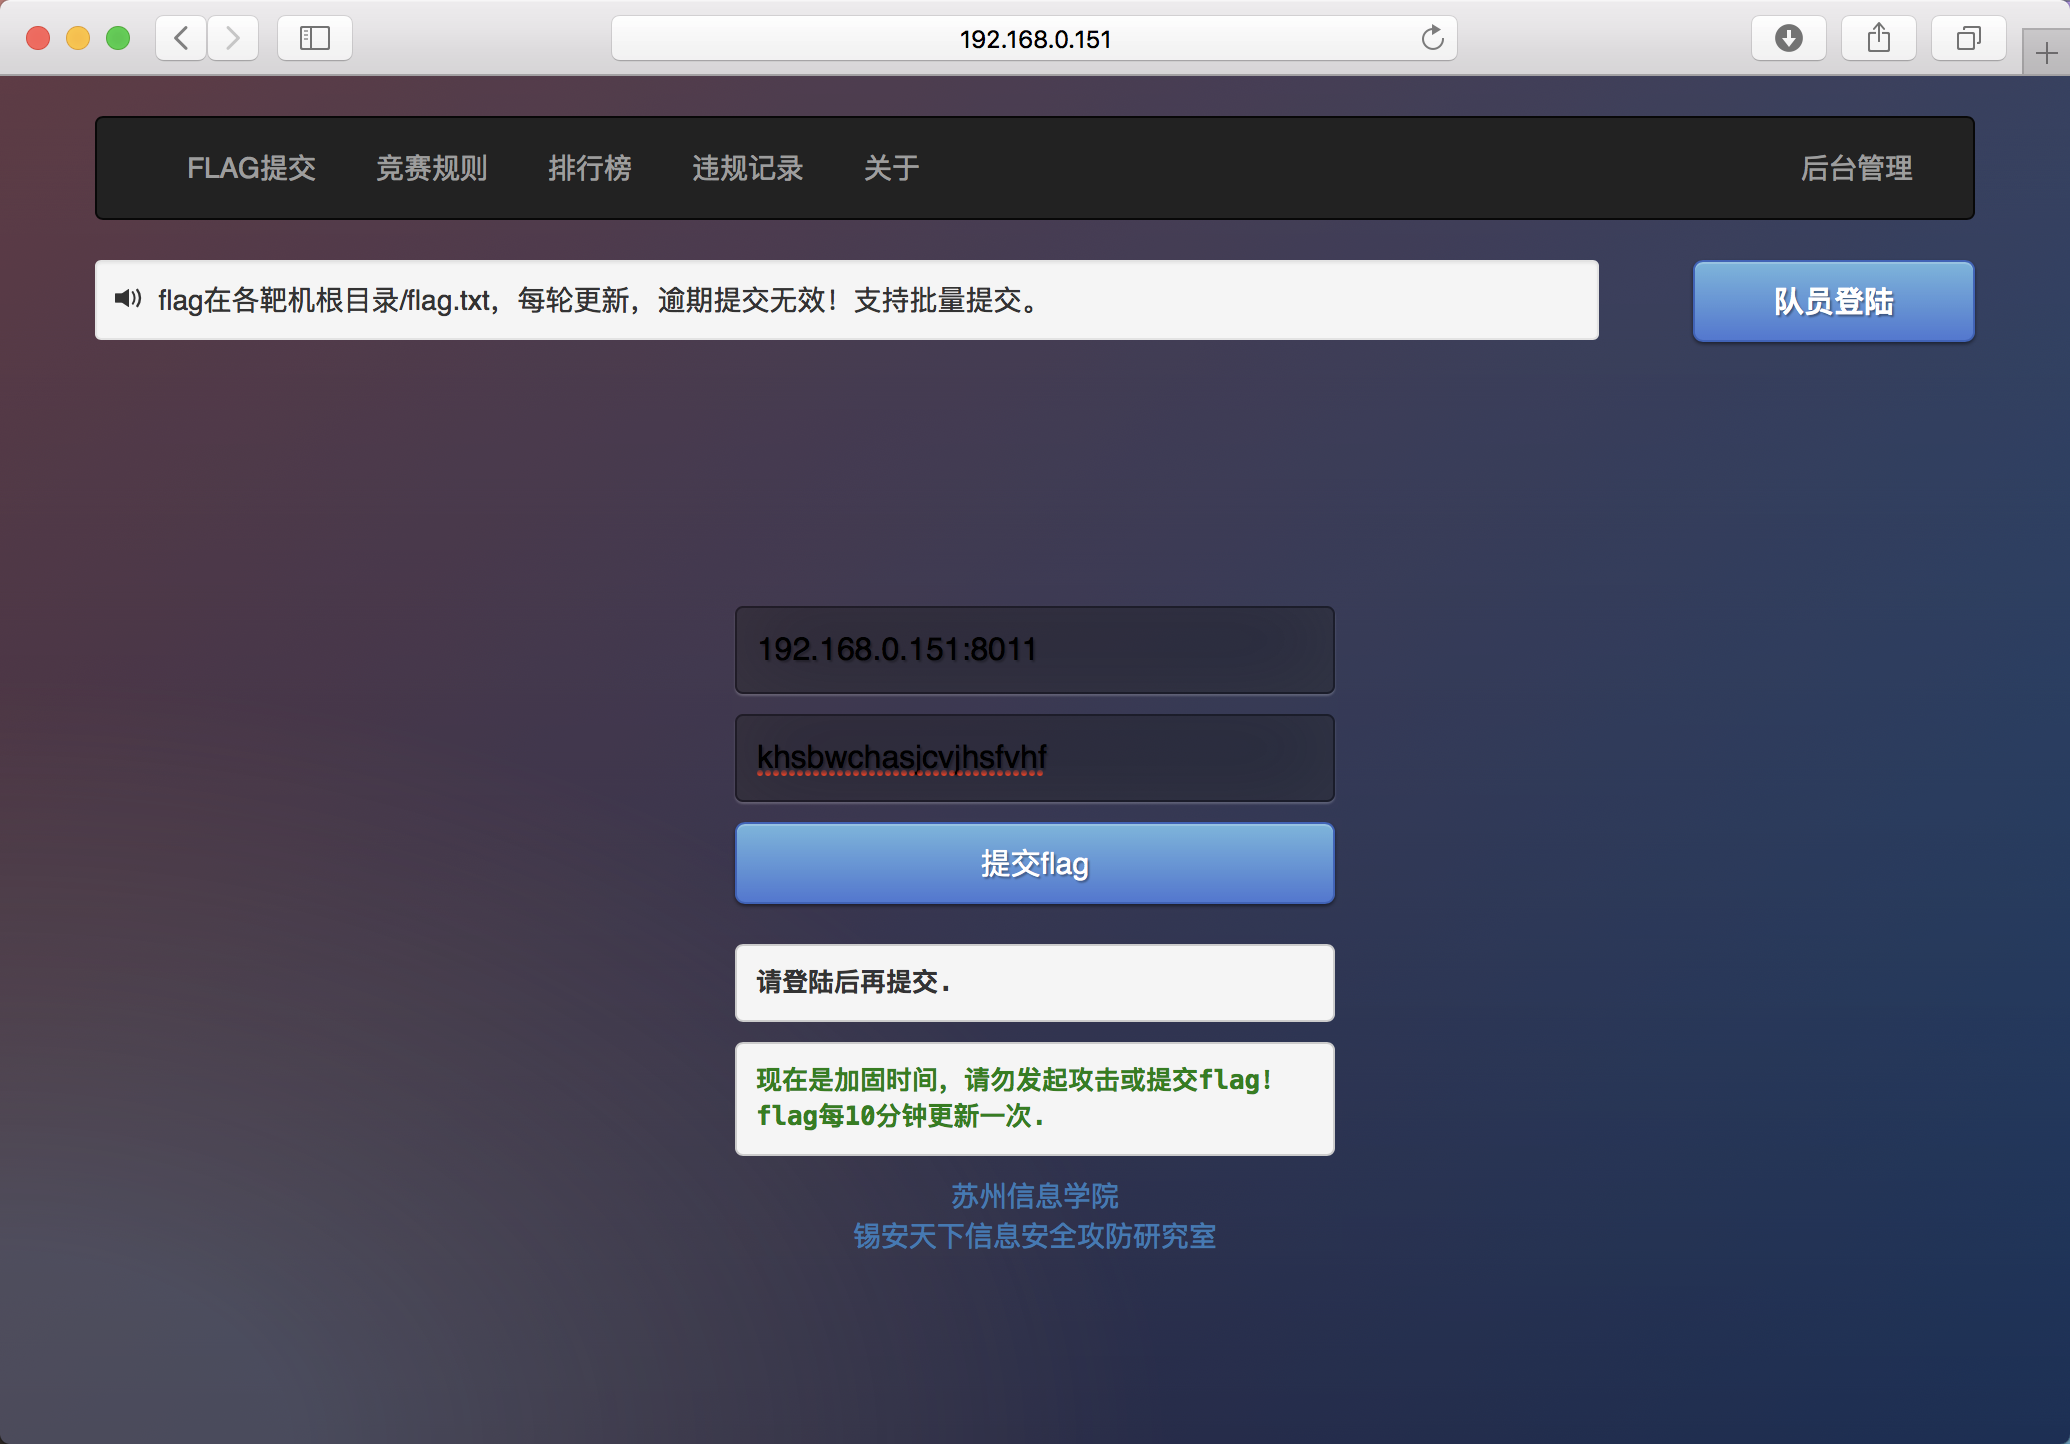 192.168.0.151
FLAG提交 竞赛规则 排行榜 违规记录 关于 后台管理
flag在各靶机根目录/flag.txt，每轮更新，逾期提交无效！支持批量提交。
队员登陆
192.168.0.151:8011
khsbwchasjcvjhsfvhf
提交flag
请登陆后再提交.
现在是加固时间，请勿发起攻击或提交flag！
flag每10分钟更新一次.
苏州信息学院
锡安天下信息安全攻防研究室